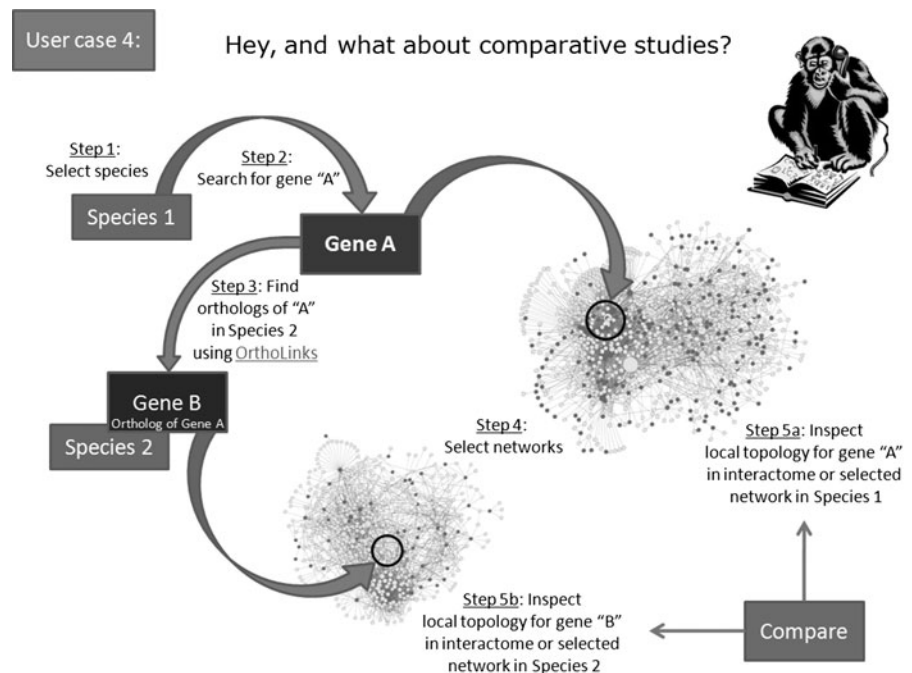 User case 4:
Hey, and what about comparative studies?
Step 1:
Select species
Step 2:
Search for gene “A”
Species 1
Gene A
Step 3: Find
orthologs of “A”
in Species 2
using OrthoLinks
Gene B
Ortholog of Gene A
Species 2
Step 4:
Select networks
Step 5a: Inspect
local topology for gene “A”
in interactome or selected
network in Species 1
Step 5b: Inspect
local topology for gene “B”
in interactome or selected
network in Species 2
Compare